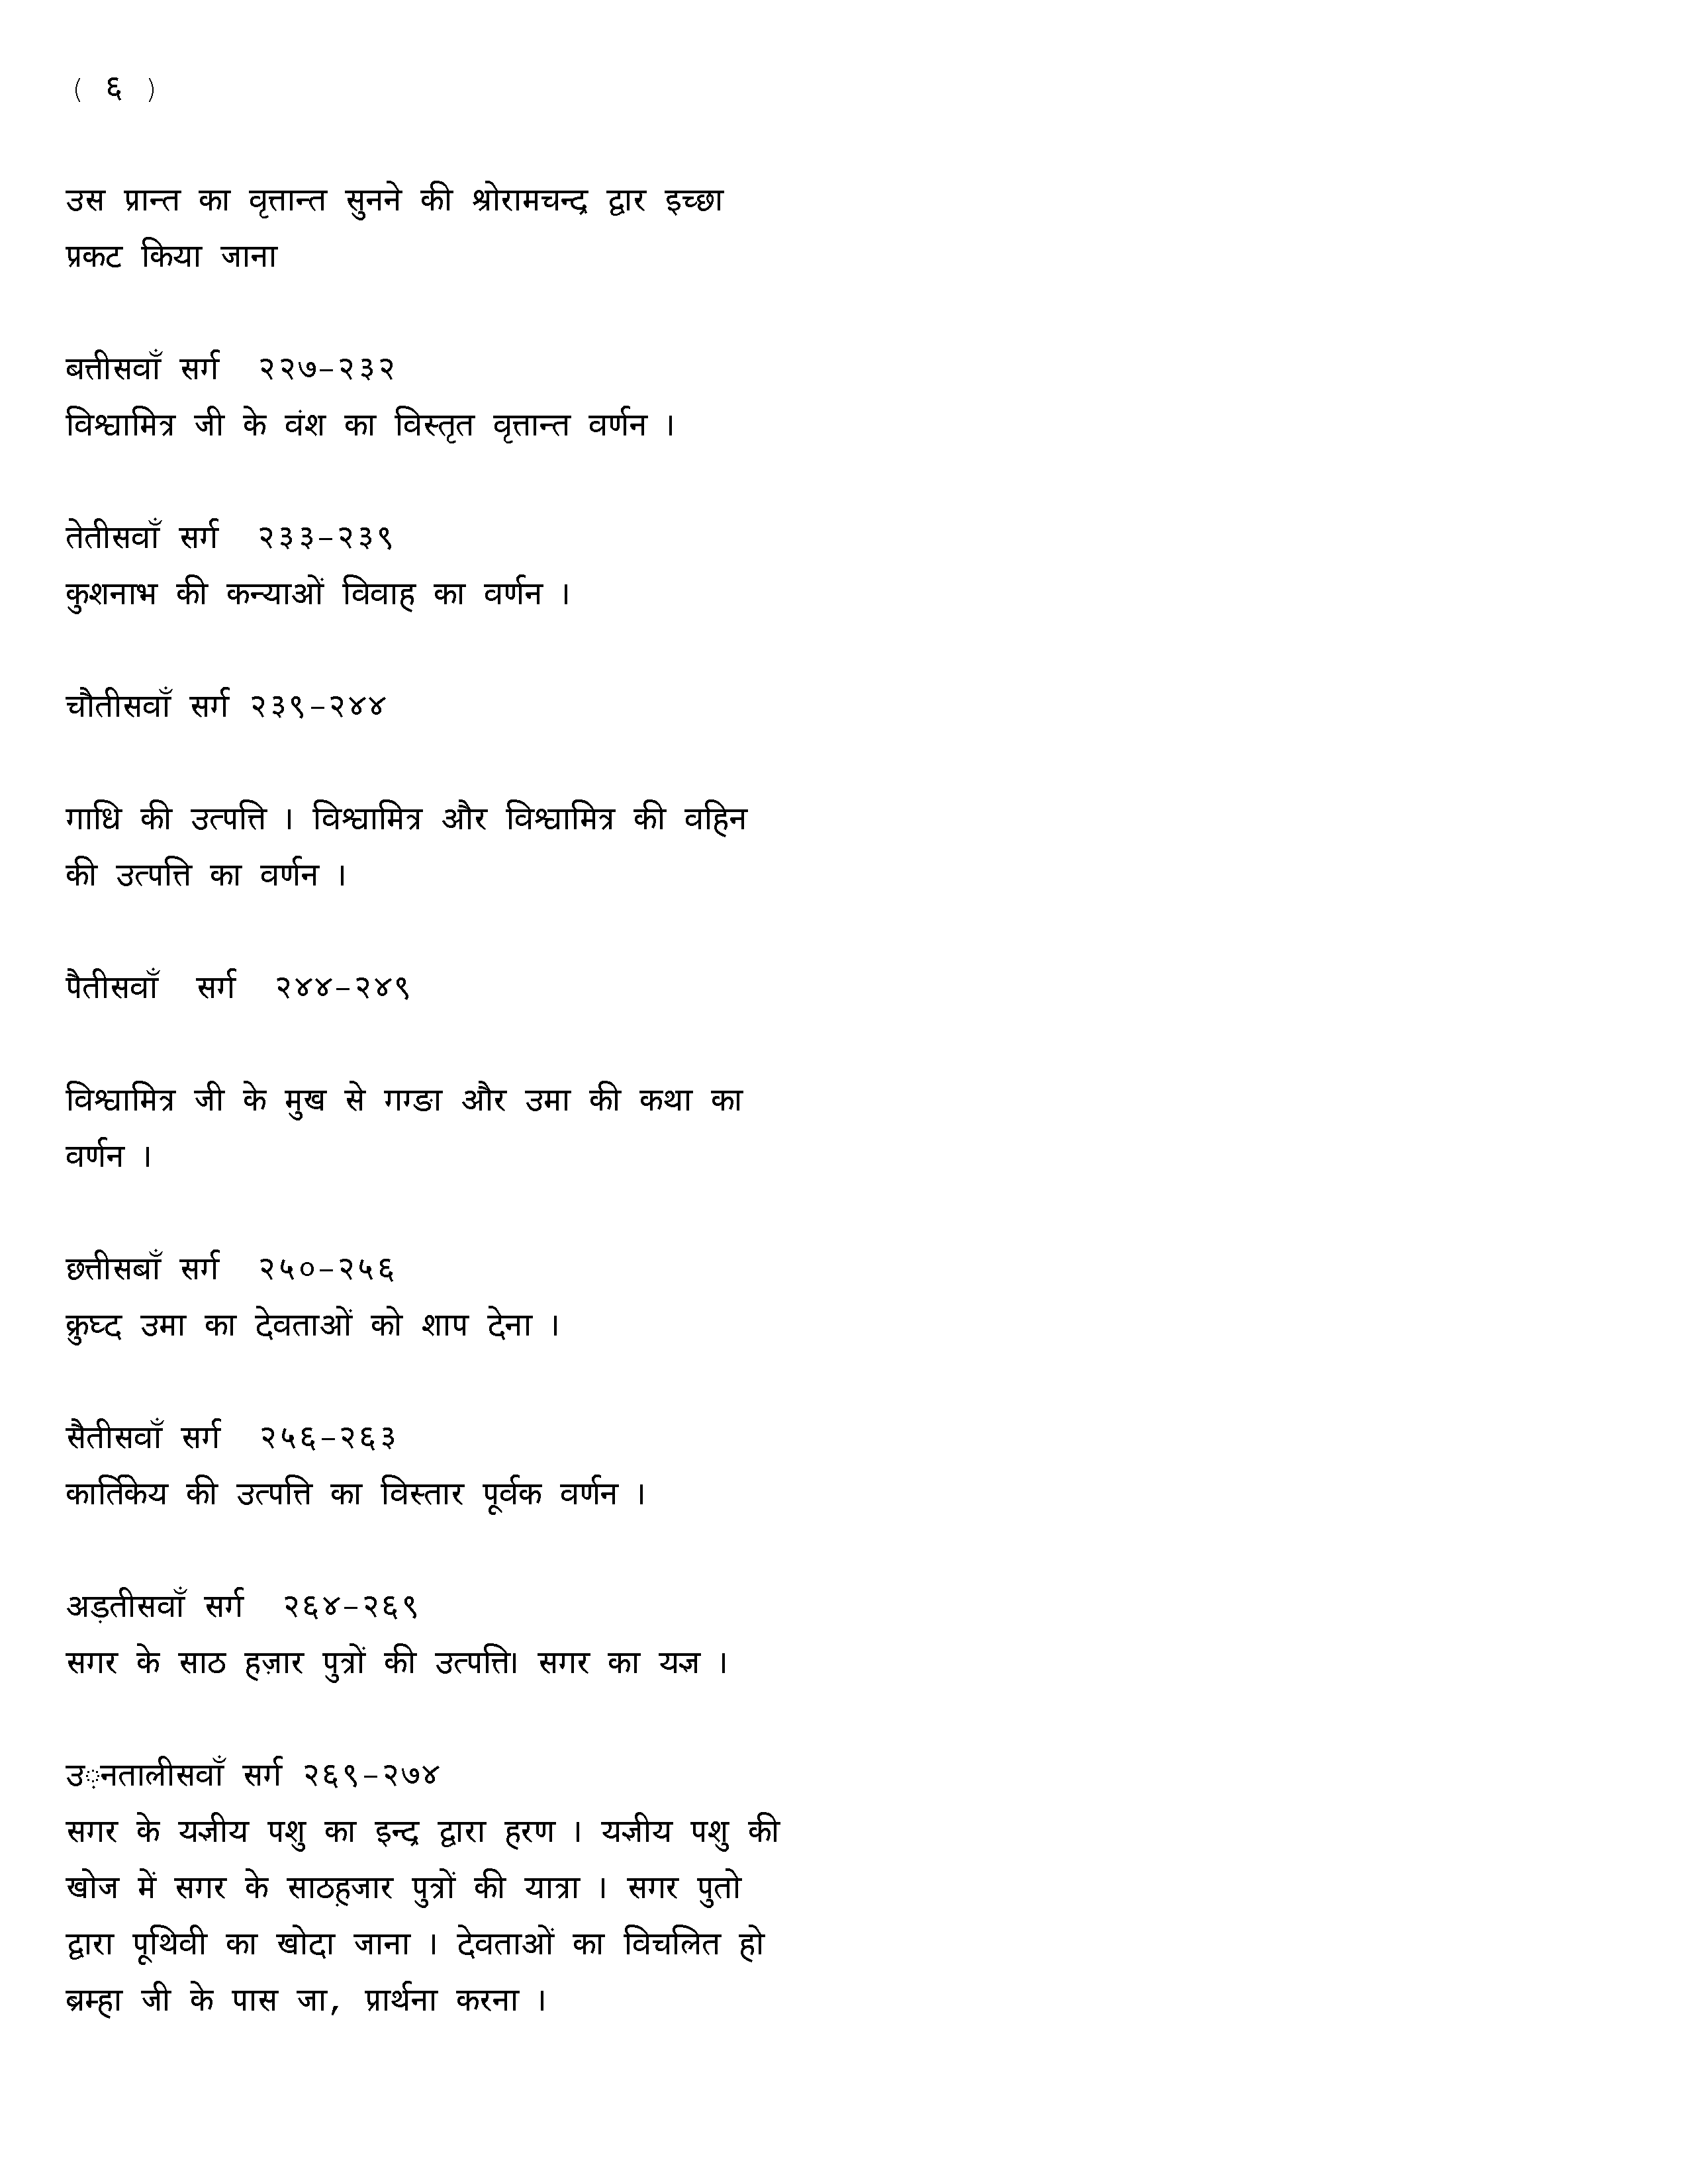 ( ६ )
उस प्रान्त का वृत्तान्त सुनने की श्रोरामचन्द्र द्वार इच्छा
प्रकट किया जाना
बत्तीसवाँ सर्ग २२७-२३२
विश्वामित्र जी के वंश का विस्तृत वृत्तान्त वर्णन ।
तेतीसवाँ सर्ग २३३-२३९
कुशनाभ की कन्याओं विवाह का वर्णन ।
चौतीसवाँ सर्ग २३९-२४४
गाधि की उत्पत्ति । विश्वामित्र और विश्वामित्र की वहिन
की उत्पत्ति का वर्णन ।
पैतीसवाँ सर्ग २४४-२४९
विश्वामित्र जी के मुख से गग्ङा और उमा की कथा का
वर्णन ।
छत्तीसबाँ सर्ग २५०-२५६
क्रुघ्द उमा का देवताओं को शाप देना ।
सैतीसवाँ सर्ग २५६-२६३
कार्तिकेय की उत्पत्ति का विस्तार पूर्वक वर्णन ।
अड़तीसवाँ सर्ग २६४-२६९
सगर के साठ हज़ार पुत्रों की उत्पत्ति। सगर का यज्ञ ।
उ़नतालीसवाँ सर्ग २६९-२७४
सगर के यज्ञीय पशु का इन्द्र द्वारा हरण । यज्ञीय पशु की
खोज में सगर के साठह़जार पुत्रों की यात्रा । सगर पुतो
द्वारा पूथिवी का खोदा जाना । देवताओं का विचलित हो
ब्रम्हा जी के पास जा, प्रार्थना करना ।